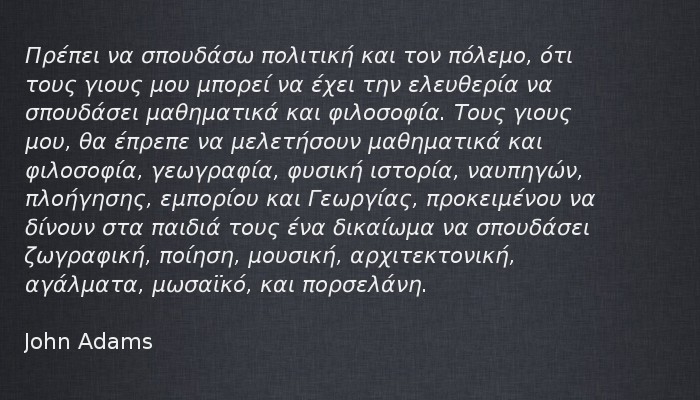 Πρέπει να σπουδάσω πολιτική και τον πόλεμο, ότι
τους γιους μου μπορεί να έχει την ελευθερία να
σπουδάσει μαθηματικά και φιλοσοφία. Τους γιους
μου, θα έπρεπε να μελετήσουν μαθηματικά και
φιλοσοφία, γεωγραφία, φυσική ιστορία, ναυπηγών,
πλοήγησης, εμπορίου και Γεωργίας, προκειμένου να
δίνουν στα παιδιά τους ένα δικαίωμα να σπουδάσει
ζωγραφική, ποίηση, μουσική, αρχιτεκτονική,
αγάλματα, μωσαϊκό, και πορσελάνη.
John Adams